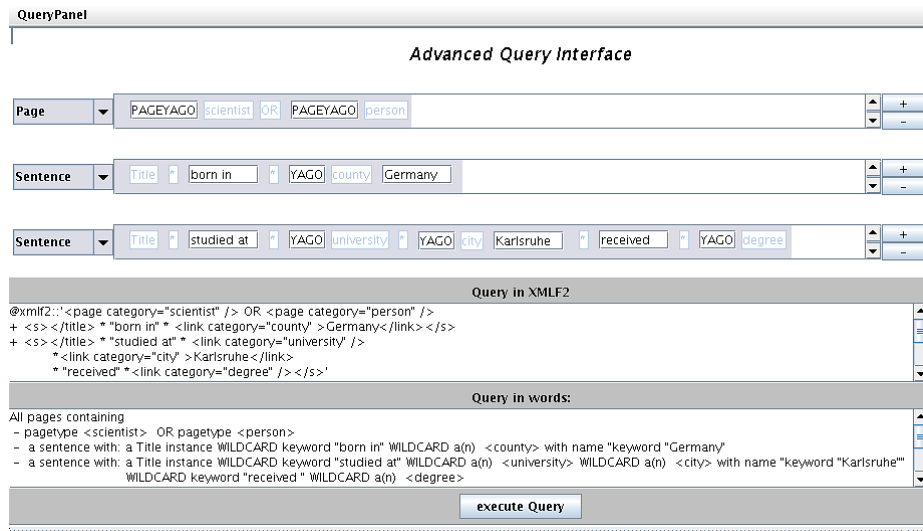 QueryPanel
Advanced Query Interface
Page PAGEYAGO scientist OR PAGEYAGO person + -
Sentence Title * born in * YAGO county Germany + -
Sentence Title * studied at * YAGO university * YAGO city Karlsruhe * received * YAGO degree + -
Query in XMLF2
@xmlf2::'<page category="scientist" /> OR <page category="person" />
+ <s></title> * "born in" * <link category="county" >Germany</link></s>
+ <s></title> * "studied at" * <link category="university" />
*<link category="city" >Karlsruhe</link>
* "received" *<link category="degree" /></s>'
Query in words:
All pages containing
- pagetype <scientist> OR pagetype <person>
- a sentence with: a Title instance WILDCARD keyword "born in" WILDCARD a(n) <county> with name "keyword "Germany"
- a sentence with: a Title instance WILDCARD keyword "studied at" WILDCARD a(n) <university> WILDCARD a(n) <city> with name "keyword "Karlsruhe""
WILDCARD keyword "received " WILDCARD a(n) <degree>
execute Query